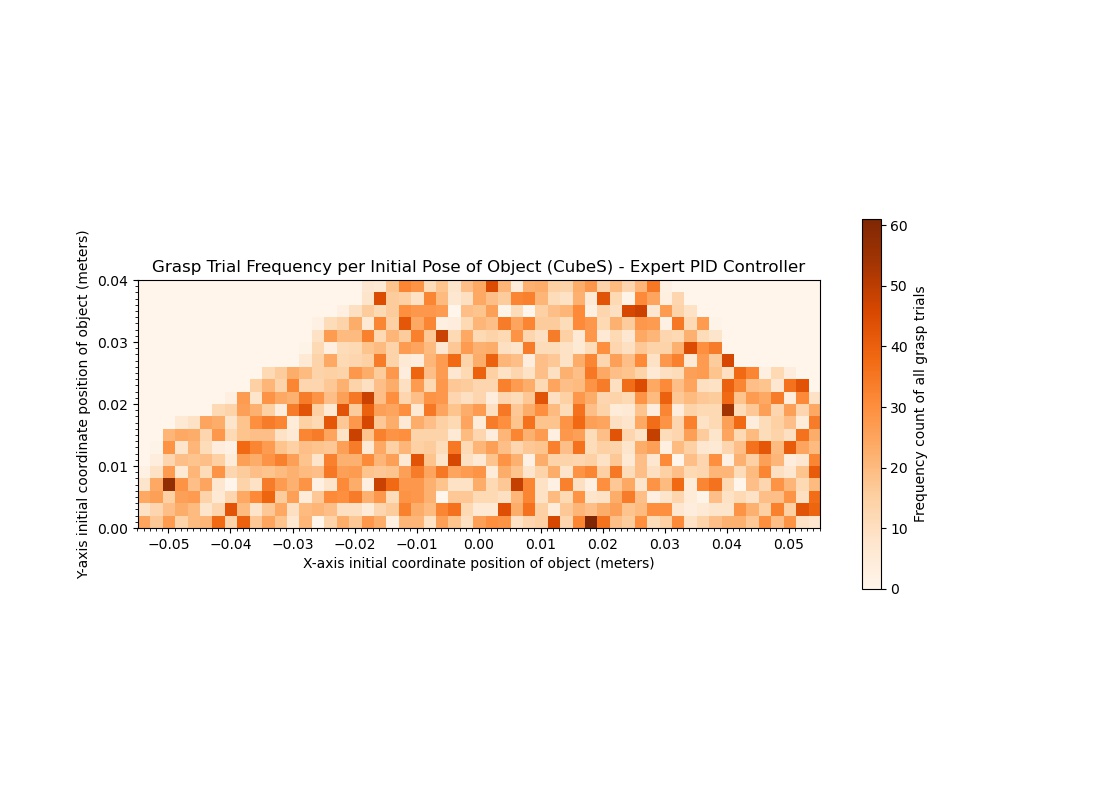 Grasp Trial Frequency per Initial Pose of Object (CubeS) - Expert PID Controller
Y-axis initial coordinate position of object (meters)
0.04
0.03
0.02
0.01
0.00
−0.05 −0.04 −0.03 −0.02 −0.01 0.00 0.01 0.02 0.03 0.04 0.05
X-axis initial coordinate position of object (meters)
60
50
40
30
20
10
0
Frequency count of all grasp trials